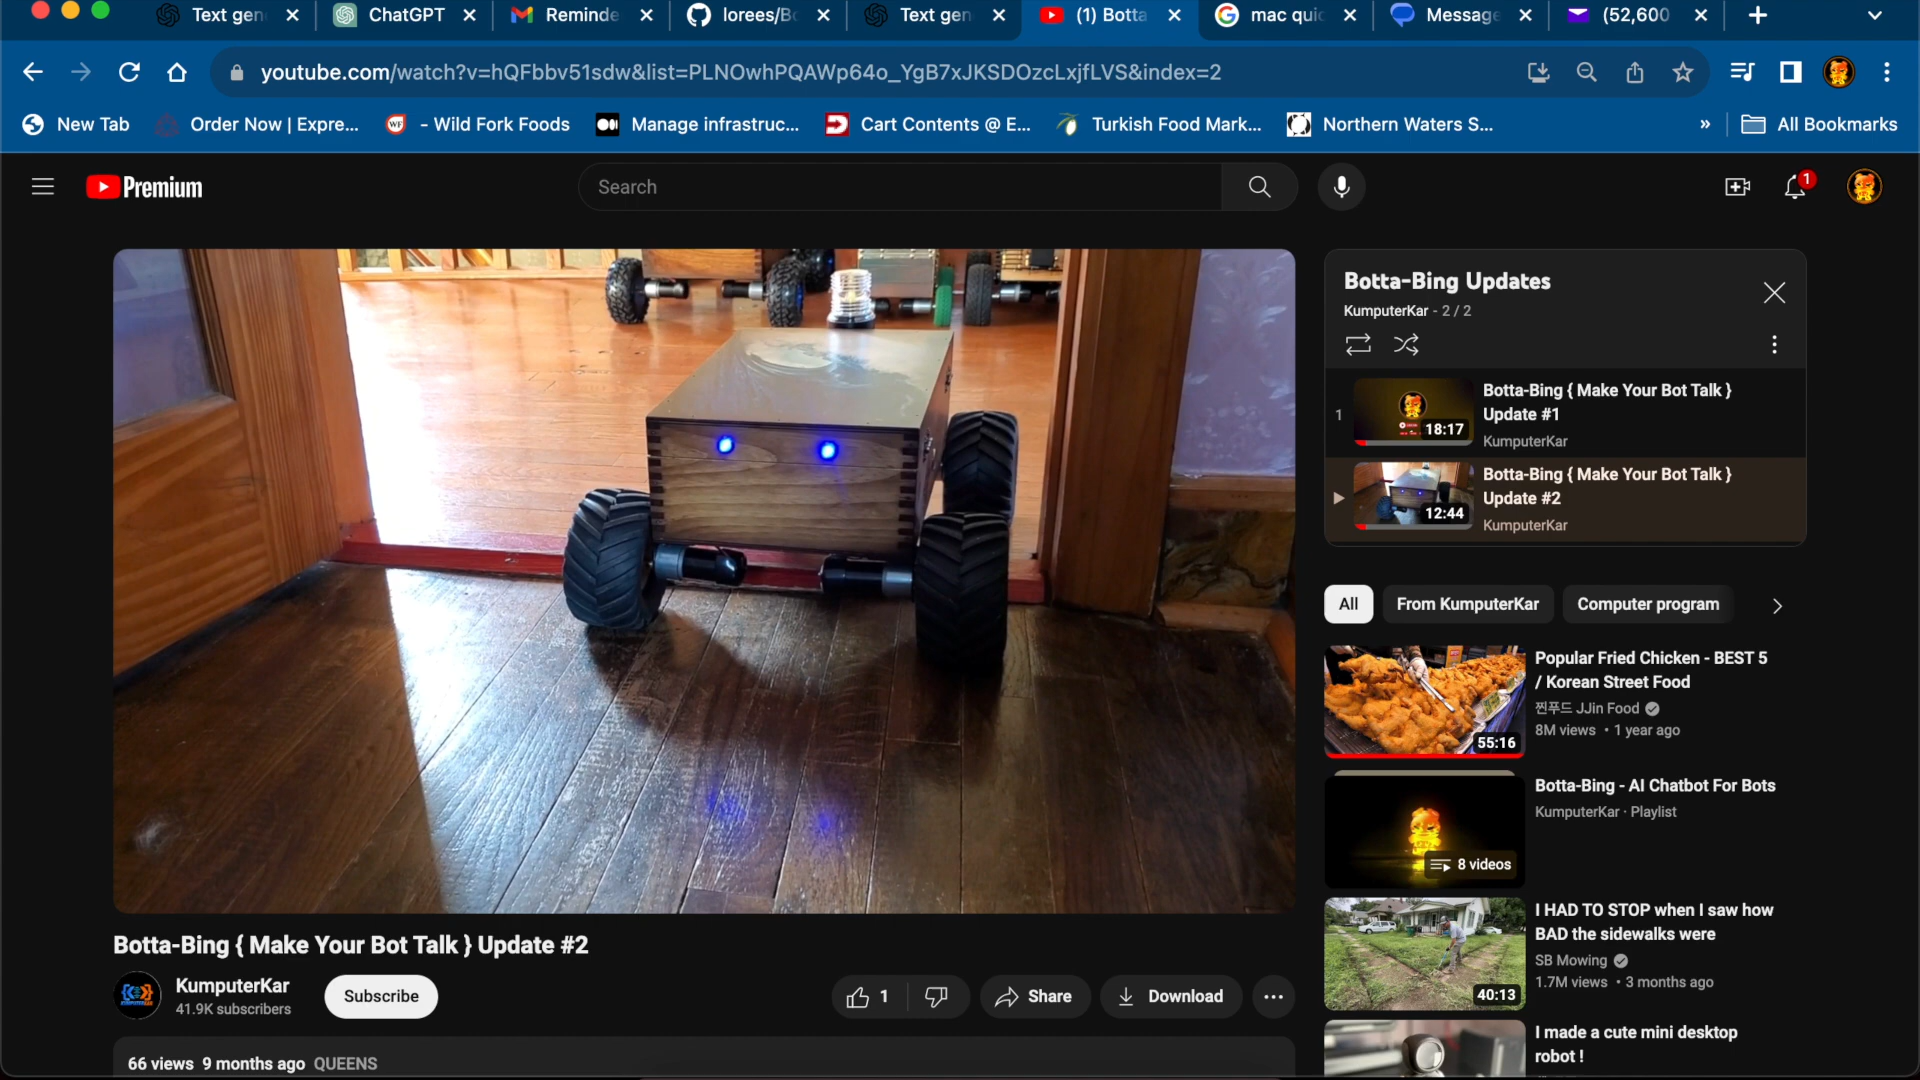 Text gen
ChatGPT
Reminde
lorees/Bo
Text gen
(1) Botta
mac quic
Message
(52,600
youtube.com/watch?v=hQFbbv51sdw&list=PLNOwhPQAWp64o_YgB7xJKSDOzcLxjfLVS&index=2
New Tab
Order Now | Expre...
WF
- Wild Fork Foods
Manage infrastruc...
Cart Contents @ E...
Turkish Food Mark...
Northern Waters S...
»
All Bookmarks
Premium
Search
1
Botta-Bing Updates
KumputerKar - 2 / 2
1
18:17
Botta-Bing { Make Your Bot Talk }
Update #1
KumputerKar
12:44
Botta-Bing { Make Your Bot Talk }
Update #2
KumputerKar
All
From KumputerKar
Computer program
55:16
Popular Fried Chicken - BEST 5
/ Korean Street Food
찐푸드 JJin Food
8M views • 1 year ago
8 videos
Botta-Bing - AI Chatbot For Bots
KumputerKar · Playlist
40:13
I HAD TO STOP when I saw how
BAD the sidewalks were
SB Mowing
1.7M views • 3 months ago
I made a cute mini desktop
robot !
Botta-Bing { Make Your Bot Talk } Update #2
KumputerKar
41.9K subscribers
Subscribe
1
Share
Download
66 views 9 months ago QUEENS